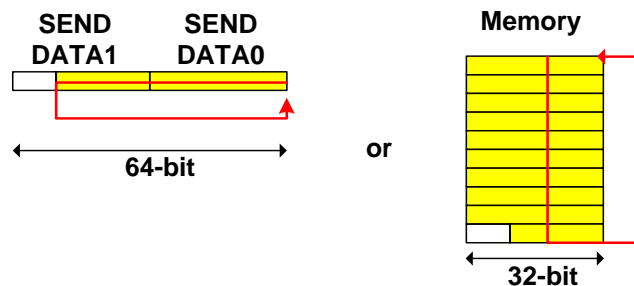 SEND SEND
DATA1 DATA0
64-bit
or
Memory
32-bit